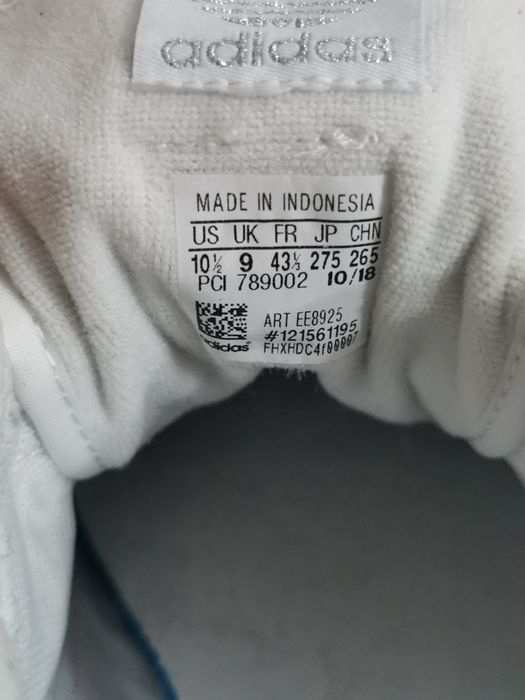 adidas
MADE IN INDONESIA
US UK FR JP CHN
10½ 9 43⅓ 275 265
PCI 789002 10/18
ART EE8925
#121561195
adidas FHXHDC4f00007